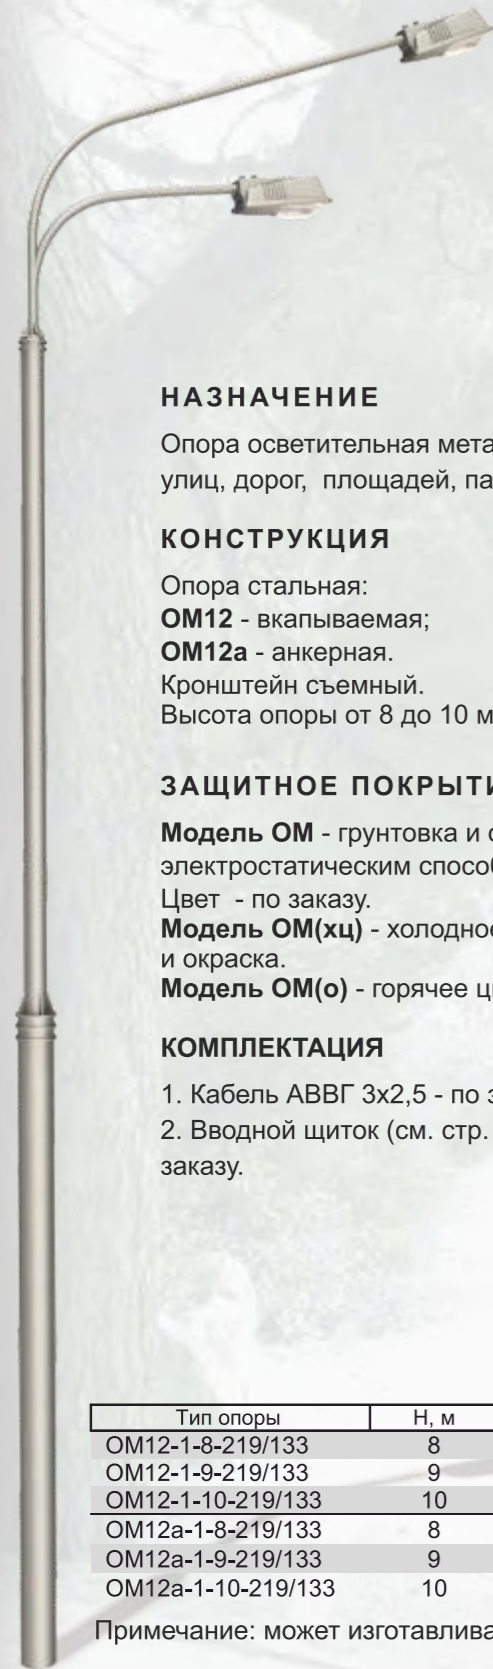 НАЗНАЧЕНИЕ
Опора осветительная
улиц, дорог, площадей,
КОНСТРУКЦИЯ
Опора стальная:
ОМ12 - вкапываемая;
ОМ12а - анкерная.
Кронштейн съемный.
Высота опоры от 8 до 10 м
ЗАЩИТНОЕ
Модель ОМ - грунтовка и
электростатическим
Цвет - по заказу.
Модель ОМ(хц) - холодное
и окраска.
Модель ОМ(о) - горячее
КОМПЛЕКТАЦИЯ
1. Кабель АВВГ 3х2,5 - по
2. Вводной щиток (см. стр.
заказу.
Тип опоры Н, м
ОМ12-1-8-219/133 8
ОМ12-1-9-219/133 9
ОМ12-1-10-219/133 10
ОМ12а-1-8-219/133 8
ОМ12а-1-9-219/133 9
ОМ12а-1-10-219/133 10
Примечание: может